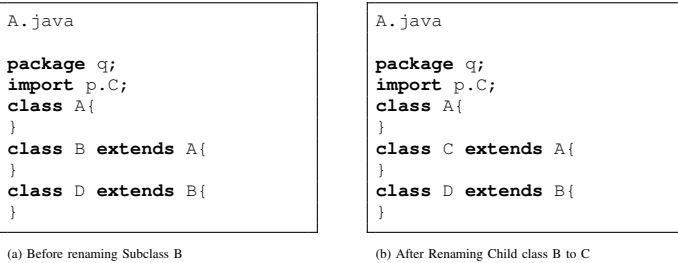 A.java
package q;
import p.C;
class A{
}
class B extends A{
}
class D extends B{
}
(a) Before renaming Subclass B
A.java
package q;
import p.C;
class A{
}
class C extends A{
}
class D extends B{
}
(b) After Renaming Child class B to C